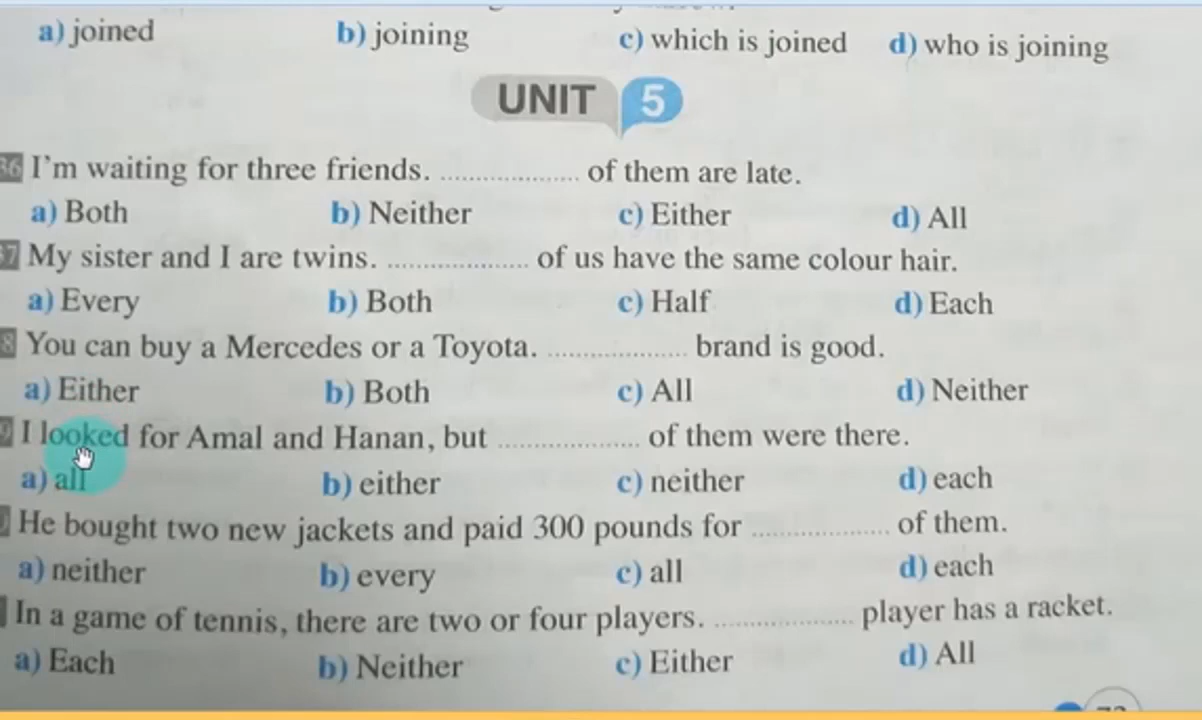 a) joined b) joining c) which is joined d) who is joining
UNIT 5
36 I'm waiting for three friends. .................. of them are late.
a) Both b) Neither c) Either d) All
37 My sister and I are twins. .................. of us have the same colour hair.
a) Every b) Both c) Half d) Each
8 You can buy a Mercedes or a Toyota. .................. brand is good.
a) Either b) Both c) All d) Neither
9 I looked for Amal and Hanan, but .................. of them were there.
a) all b) either c) neither d) each
He bought two new jackets and paid 300 pounds for .................. of them.
a) neither b) every c) all d) each
In a game of tennis, there are two or four players. .................. player has a racket.
a) Each b) Neither c) Either d) All